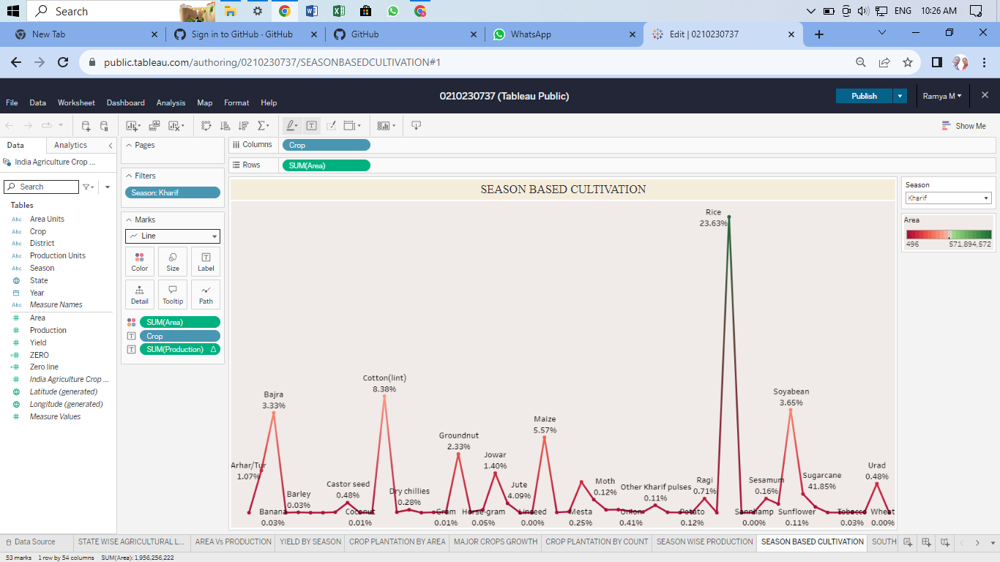 Search
ENG 10:26 AM
New Tab
Sign in to GitHub · GitHub
GitHub
WhatsApp
Edit | 0210230737
public.tableau.com/authoring/0210230737/SEASONBASEDCULTIVATION#1
0210230737 (Tableau Public)
File Data Worksheet Dashboard Analysis Map Format Help
Publish
Ramya M
Show Me
Data Analytics
India Agriculture Crop ...
Search
Tables
Abc Area Units
Abc Crop
Abc District
Abc Production Units
Abc Season
State
Year
Abc Measure Names
# Area
# Production
# Yield
=# ZERO
=# Zero line
# India Agriculture Crop ...
Latitude (generated)
Longitude (generated)
# Measure Values
Pages
Filters
Season: Kharif
Marks
Line
Color Size Label
Detail Tooltip Path
SUM(Area)
Crop
SUM(Production) Δ
Columns Crop
Rows SUM(Area)
SEASON BASED CULTIVATION
Rice
23.63%
Cotton(lint)
8.38%
Bajra
3.33%
Soyabean
3.65%
Maize
5.57%
Groundnut
2.33%
Jowar
1.40%
Arhar/Tur
1.07%
Urad
0.48%
Sugarcane
41.85%
Castor seed
0.48%
Jute
4.09%
Moth
0.12%
Ragi
0.71%
Sesamum
0.16%
Other Kharif pulses
0.11%
Dry chillies
0.28%
Barley
0.03%
Banana
0.03%
Coconut
0.01%
Gram
0.01%
Horse-gram
0.05%
Linseed
0.00%
Mesta
0.25%
Onion
0.41%
Potato
0.12%
Sannhamp
0.00%
Sunflower
0.11%
Tobacco
0.03%
Wheat
0.00%
Season
Kharif
Area
496 571,894,572
Data Source
STATE WISE AGRICULTURAL L...
AREA Vs PRODUCTION
YIELD BY SEASON
CROP PLANTATION BY AREA
MAJOR CROPS GROWTH
CROP PLANTATION BY COUNT
SEASON WISE PRODUCTION
SEASON BASED CULTIVATION
SOUTH
53 marks 1 row by 54 columns SUM(Area): 1,956,256,222